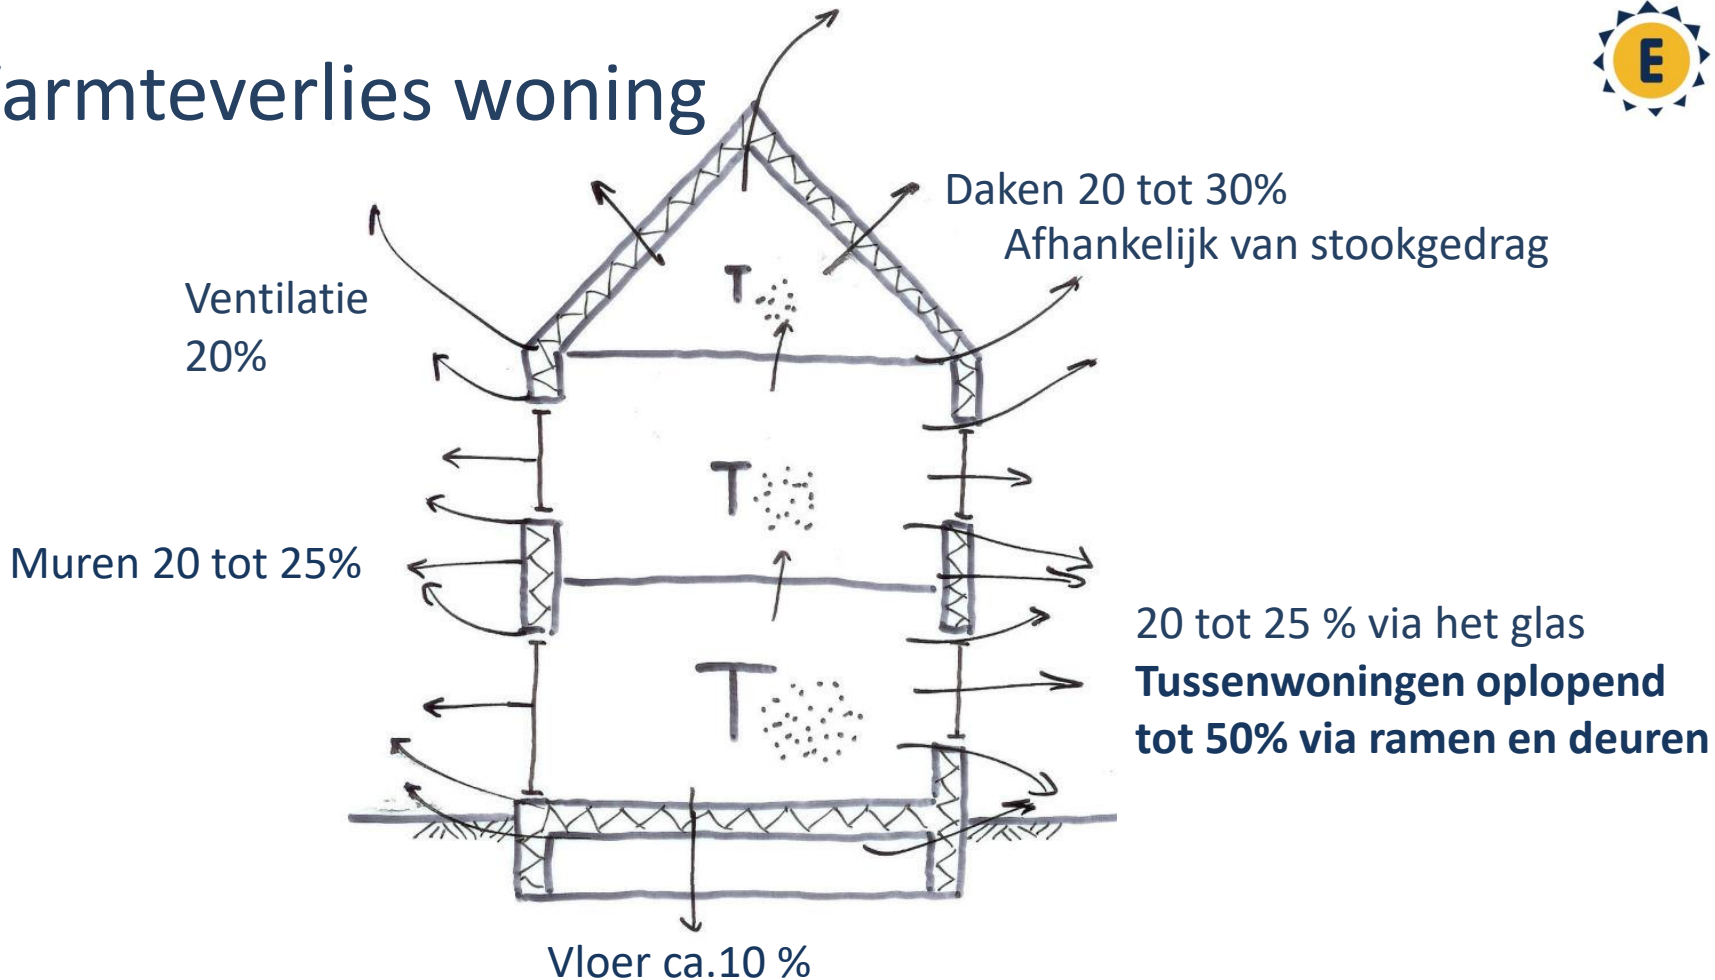 armteverlies woning
E
Daken 20 tot 30%
Afhankelijk van stookgedrag
Ventilatie
20%
T
T
Muren 20 tot 25%
20 tot 25 % via het glas
Tussenwoningen oplopend
tot 50% via ramen en deuren
T
Vloer ca.10 %